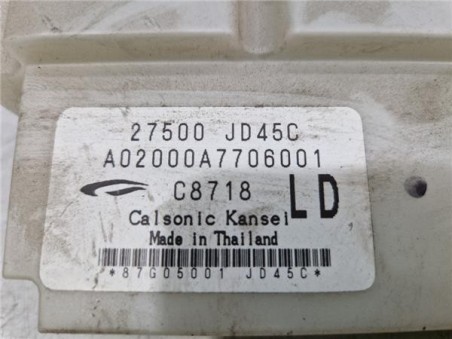 27500 JD45C
A02000A7706001
C8718 LD
Calsonic Kansei
Made in Thailand
*87G05001 JD45C*